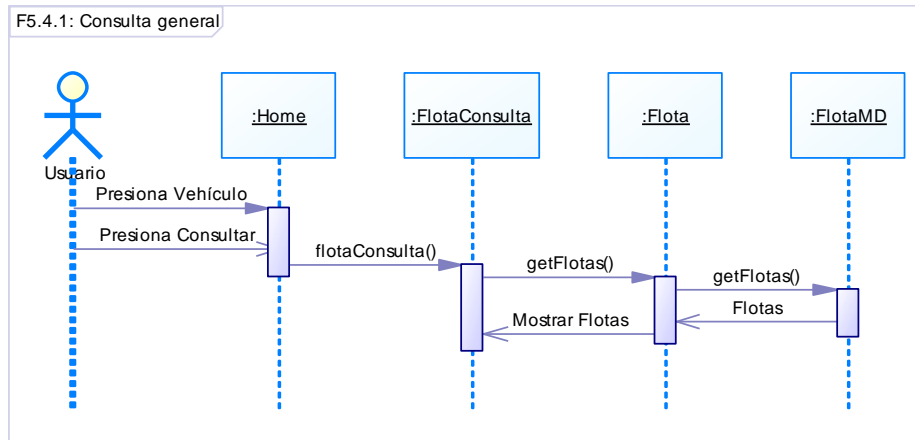 F5.4.1: Consulta general
:Home
:FlotaConsulta
:Flota
:FlotaMD
Usuario
Presiona Vehículo
Presiona Consultar
flotaConsulta()
getFlotas()
getFlotas()
Flotas
Mostrar Flotas